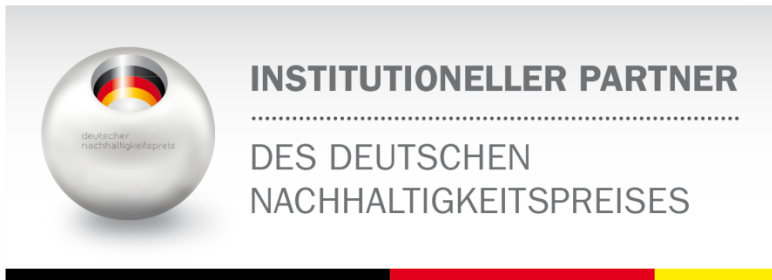 deutscher
nachhaltigkeitspreis
INSTITUTIONELLER PARTNER
DES DEUTSCHEN
NACHHALTIGKEITSPREISES